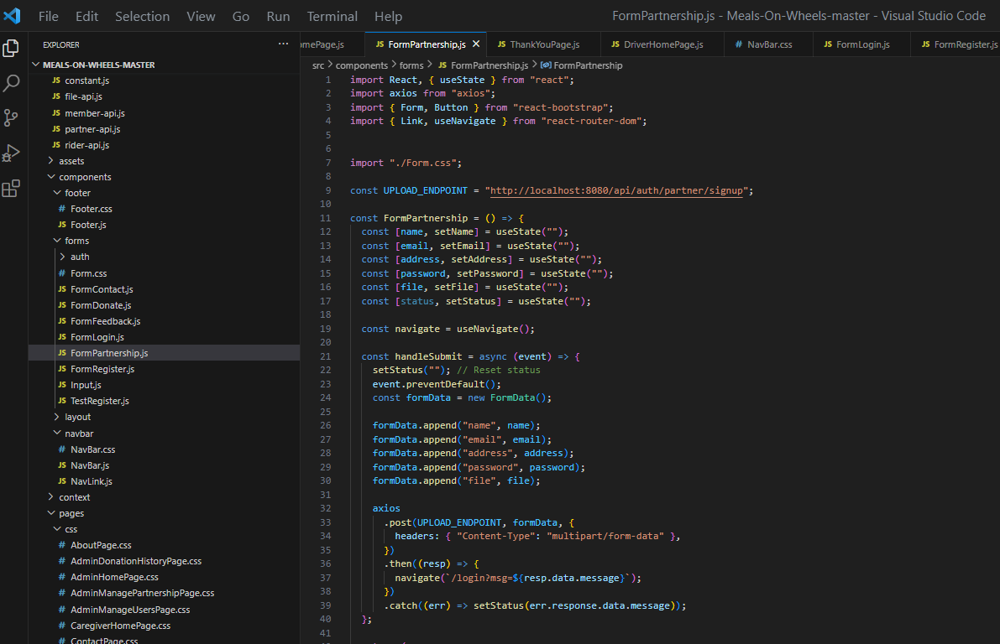 File Edit Selection View Go Run Terminal Help FormPartnership.js - Meals-On-Wheels-master - Visual Studio Code
EXPLORER ...
MEALS-ON-WHEELS-MASTER
JS constant.js
JS file-api.js
JS member-api.js
JS partner-api.js
JS rider-api.js
assets
components
footer
# Footer.css
JS Footer.js
forms
auth
# Form.css
JS FormContact.js
JS FormDonate.js
JS FormFeedback.js
JS FormLogin.js
JS FormPartnership.js
JS FormRegister.js
JS Input.js
JS TestRegister.js
layout
navbar
# NavBar.css
JS NavBar.js
JS NavLink.js
context
pages
css
# AboutPage.css
# AdminDonationHistoryPage.css
# AdminHomePage.css
# AdminManagePartnershipPage.css
# AdminManageUsersPage.css
# CaregiverHomePage.css
# ContactPage.css
omePage.js JS FormPartnership.js JS ThankYouPage.js JS DriverHomePage.js # NavBar.css JS FormLogin.js JS FormRegister.js
src > components > forms > JS FormPartnership.js > FormPartnership
1 import React, { useState } from "react";
2 import axios from "axios";
3 import { Form, Button } from "react-bootstrap";
4 import { Link, useNavigate } from "react-router-dom";
5
6
7 import "./Form.css";
8
9 const UPLOAD_ENDPOINT = "http://localhost:8080/api/auth/partner/signup";
10
11 const FormPartnership = () => {
12 const [name, setName] = useState("");
13 const [email, setEmail] = useState("");
14 const [address, setAddress] = useState("");
15 const [password, setPassword] = useState("");
16 const [file, setFile] = useState("");
17 const [status, setStatus] = useState("");
18
19 const navigate = useNavigate();
20
21 const handleSubmit = async (event) => {
22 setStatus(""); // Reset status
23 event.preventDefault();
24 const formData = new FormData();
25
26 formData.append("name", name);
27 formData.append("email", email);
28 formData.append("address", address);
29 formData.append("password", password);
30 formData.append("file", file);
31
32 axios
33 .post(UPLOAD_ENDPOINT, formData, {
34 headers: { "Content-Type": "multipart/form-data" },
35 })
36 .then((resp) => {
37 navigate(`/login?msg=${resp.data.message}`);
38 })
39 .catch((err) => setStatus(err.response.data.message));
40 };
41